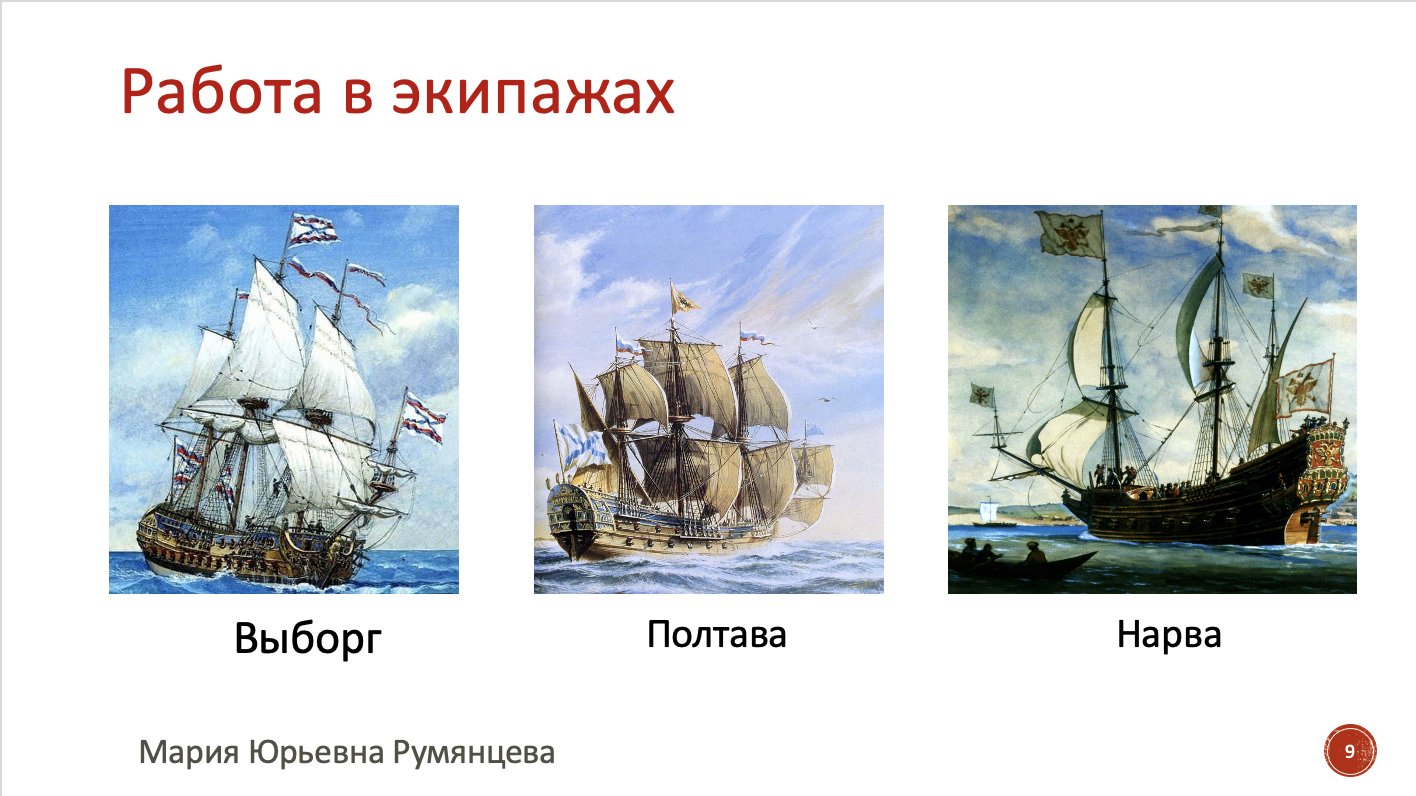 Работа в экипажах
Выборг
Полтава
Нарва
Мария Юрьевна Румянцева
9